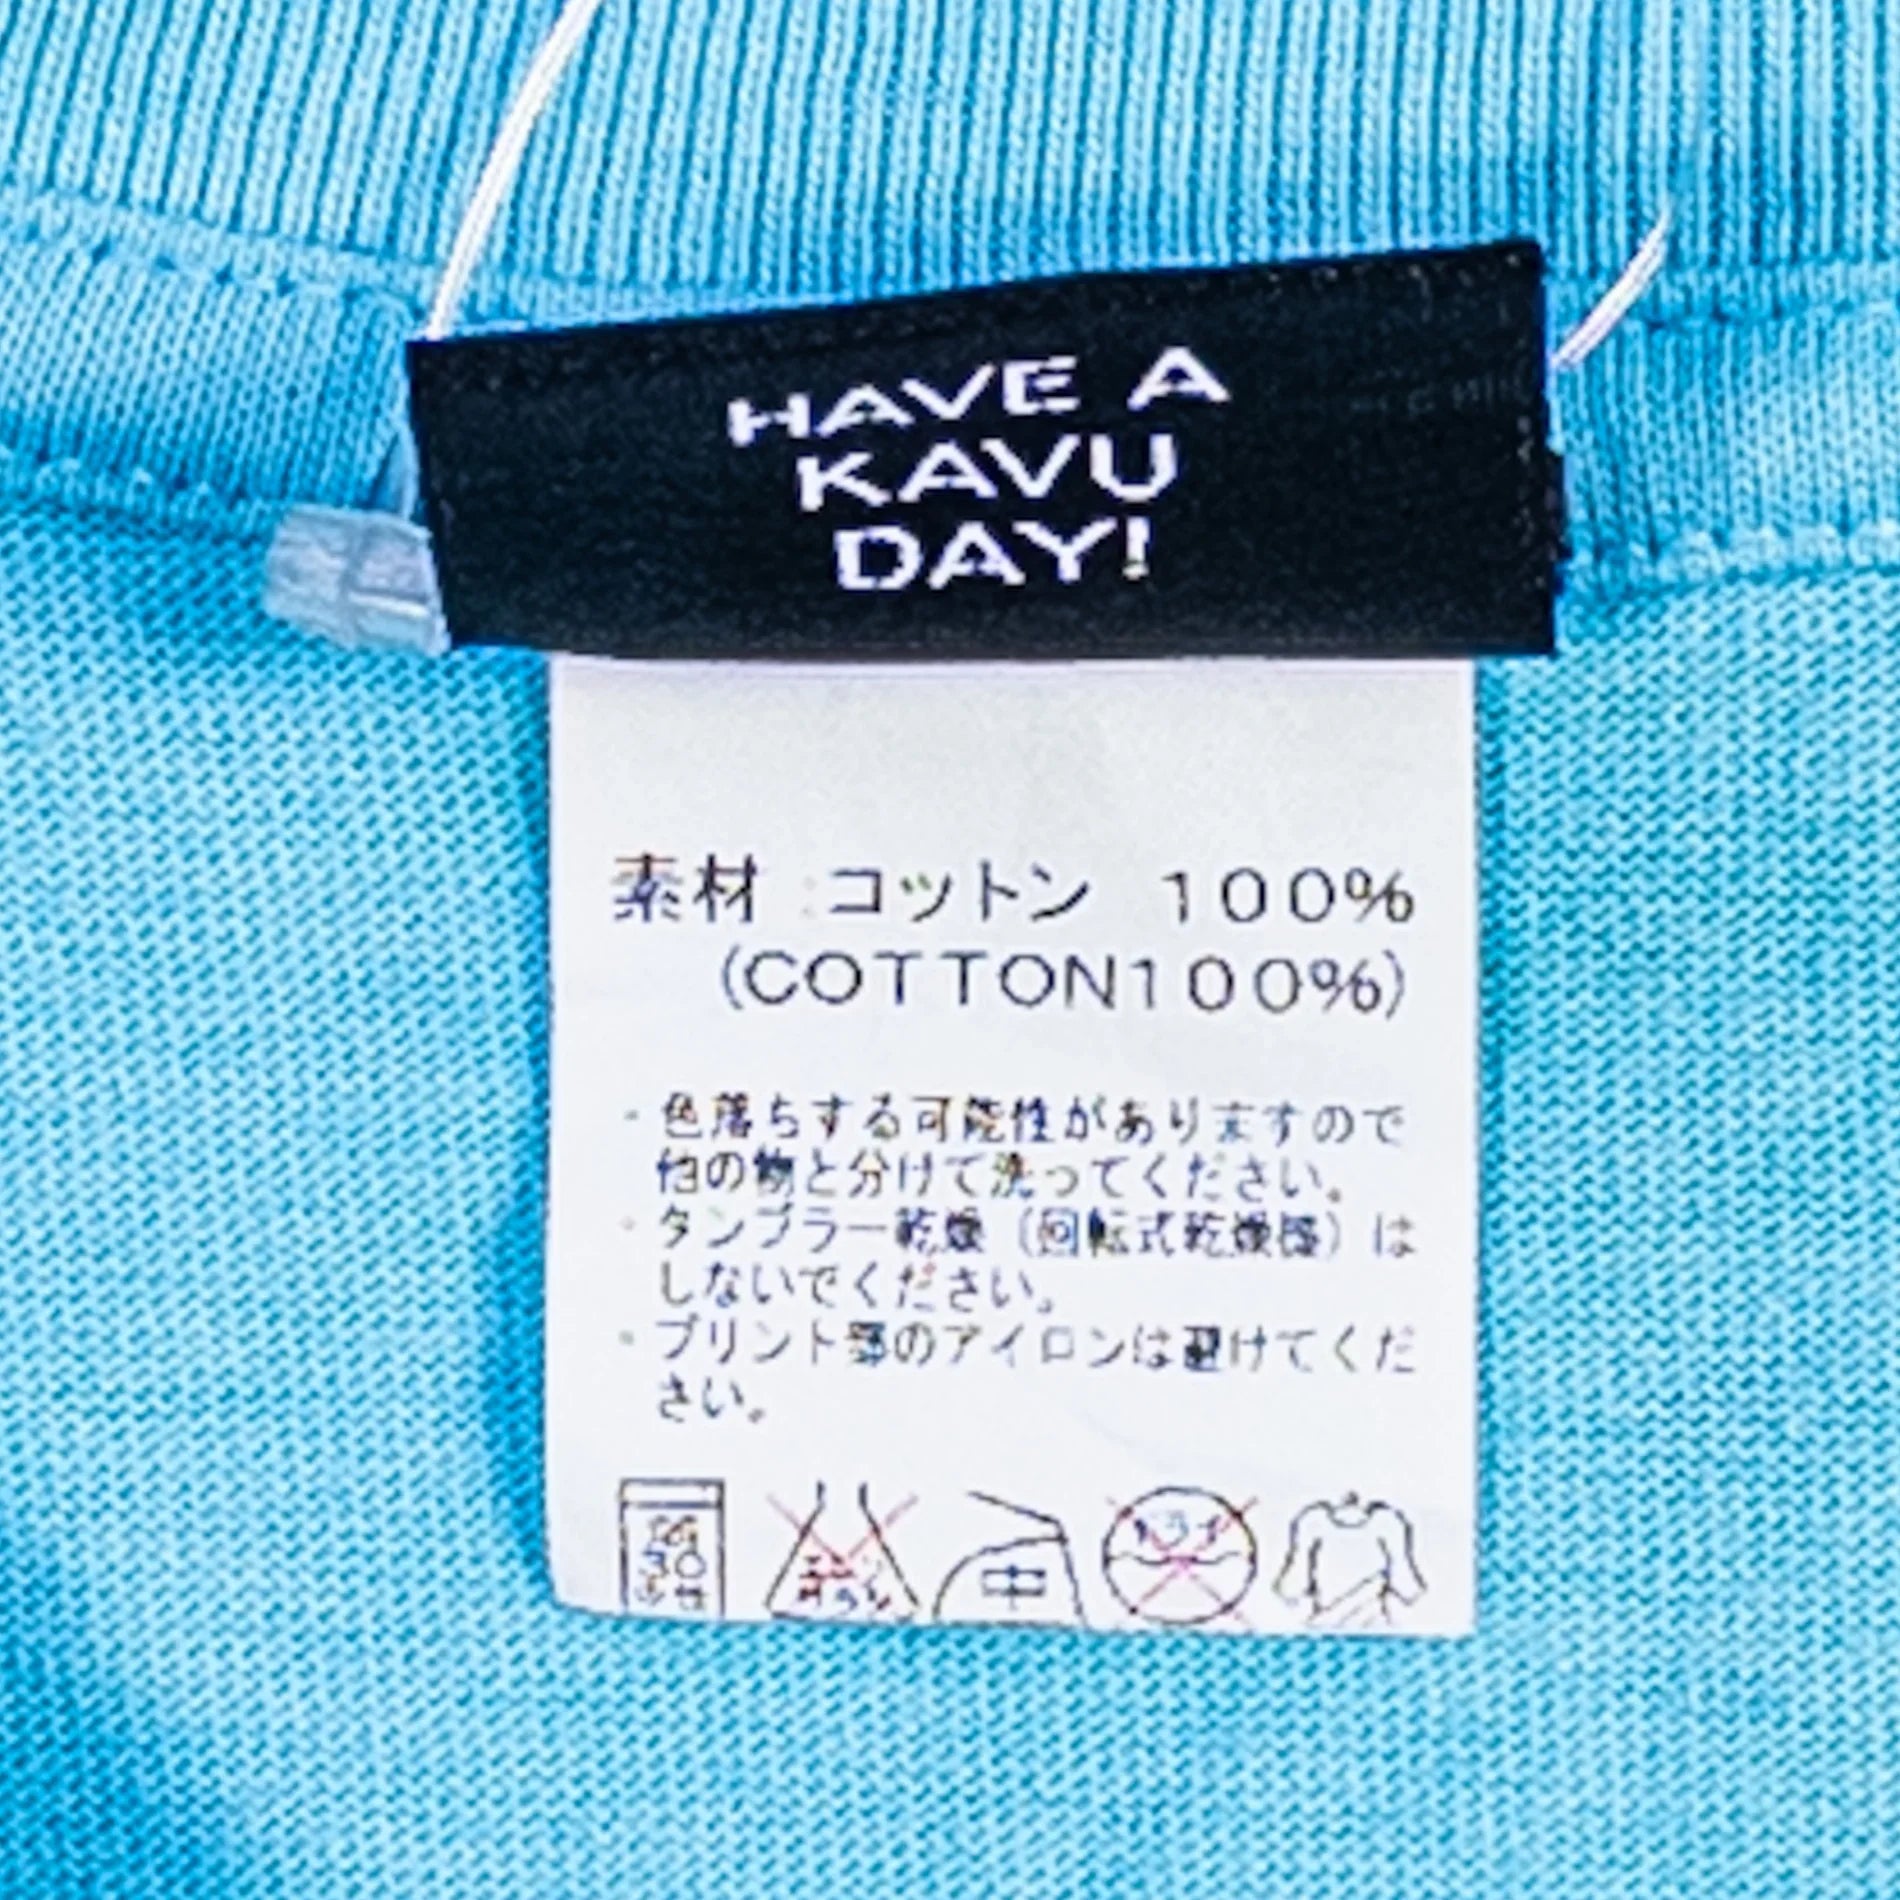 HAVE A
KAVU
DAY!
素材 : コットン 100%
(COTTON100%)
・色落ちする可能性がありますので
他の物と分けて洗ってください。
・タンブラー乾燥（回転式乾燥機）は
しないでください。
・プリント部のアイロンは避けてくだ
さい。
中
ドライ